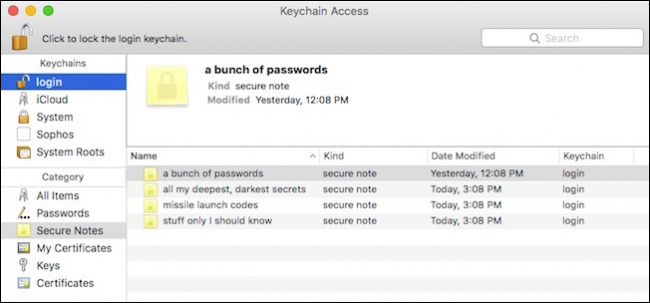 Keychain Access
Click to lock the login keychain.
Search
Keychains
login
iCloud
System
Sophos
System Roots
Category
All Items
Passwords
Secure Notes
My Certificates
Keys
Certificates
a bunch of passwords
Kind secure note
Modified Yesterday, 12:08 PM
Name Kind Date Modified Keychain
a bunch of passwords secure note Yesterday, 12:08 PM login
all my deepest, darkest secrets secure note Today, 3:08 PM login
missile launch codes secure note Today, 3:08 PM login
stuff only I should know secure note Today, 3:08 PM login